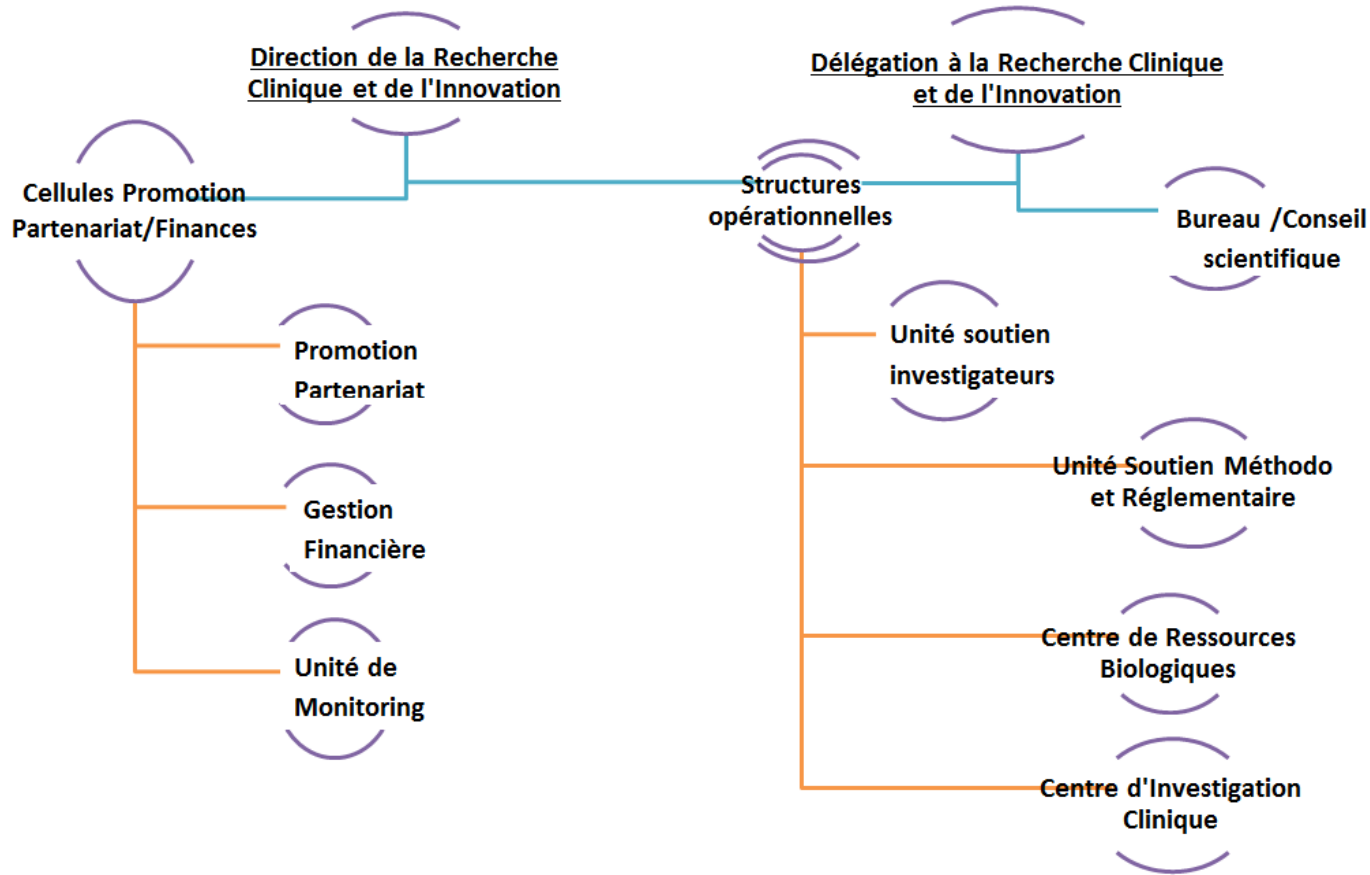 Direction de la Recherche
Clinique et de l'Innovation
Délégation à la Recherche Clinique
et de l'Innovation
Cellules Promotion
Partenariat/Finances
Structures
opérationnelles
Bureau /Conseil
scientifique
Promotion
Partenariat
Gestion
Financière
Unité de
Monitoring
Unité soutien
investigateurs
Unité Soutien Méthodo
et Réglementaire
Centre de Ressources
Biologiques
Centre d'Investigation
Clinique